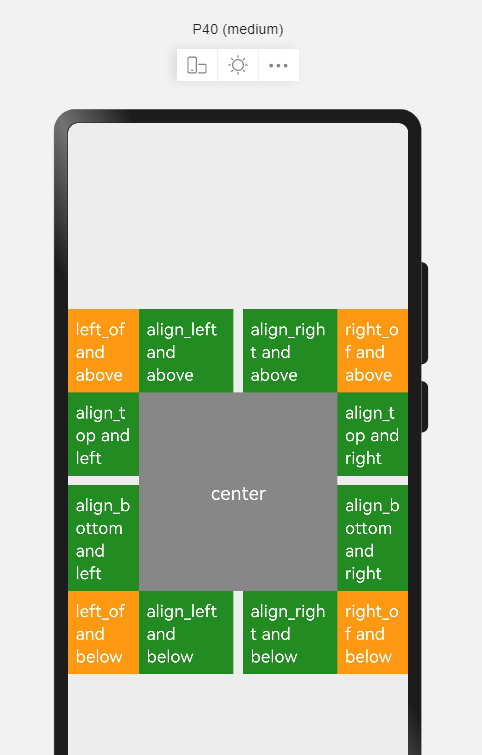 P40 (medium)
left_of
and
above
align_left
and
above
align_righ
t and
above
right_o
f and
above
align_t
op and
left
center
align_t
op and
right
align_b
ottom
and
left
align_b
ottom
and
right
left_of
and
below
align_left
and
below
align_righ
t and
below
right_o
f and
below